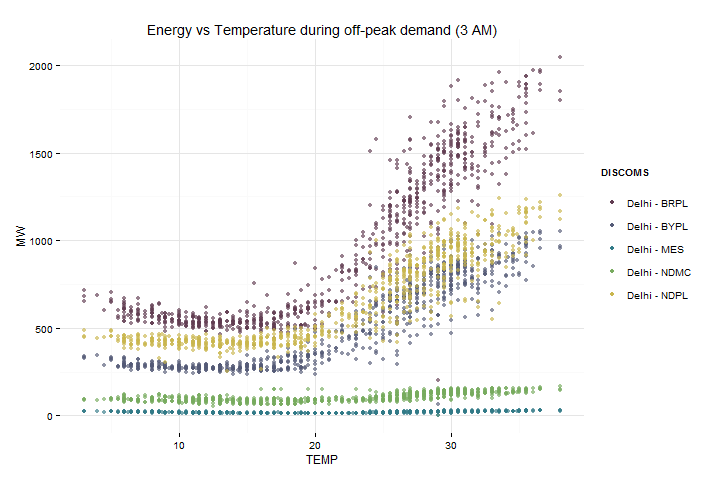 Energy vs Temperature during off-peak demand (3 AM)
2000
1500
1000
500
0
MW
10 20 30
TEMP
DISCOMS
Delhi - BRPL
Delhi - BYPL
Delhi - MES
Delhi - NDMC
Delhi - NDPL